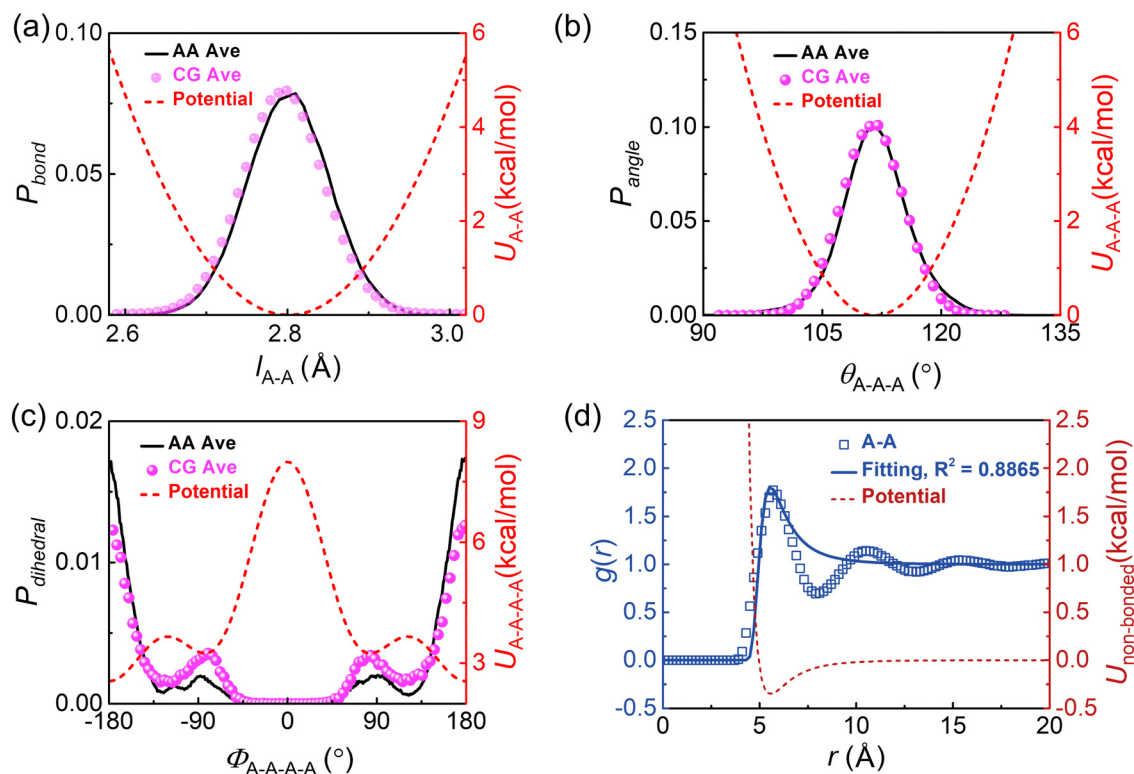 (a)
0.10
0.05
0.00
P_bond
AA Ave
CG Ave
Potential
6
4
2
0
U_A-A (kcal/mol)
2.6 2.8 3.0
l_A-A (Å)
(b)
0.15
0.10
0.05
0.00
P_angle
AA Ave
CG Ave
Potential
6
4
2
0
U_A-A-A (kcal/mol)
90 105 120 135
θ_A-A-A (°)
(c)
0.02
0.01
0.00
P_dihedral
AA Ave
CG Ave
Potential
9
6
3
U_A-A-A-A (kcal/mol)
-180 -90 0 90 180
Φ_A-A-A-A (°)
(d)
2.5
2.0
1.5
1.0
0.5
0.0
-0.5
g(r)
A-A
Fitting, R² = 0.8865
Potential
2.5
2.0
1.5
1.0
0.5
0.0
-0.5
U_non-bonded (kcal/mol)
0 5 10 15 20
r (Å)